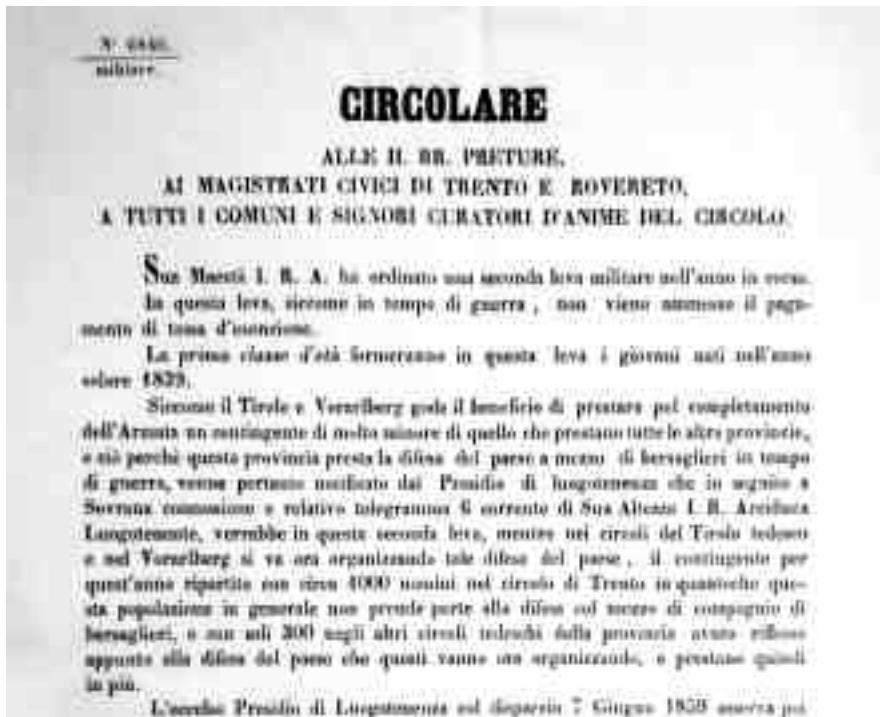 militare.
CIRCOLARE
ALLE II. RR. PRETURE,
AI MAGISTRATI CIVICI DI TRENTO E ROVERETO,
A TUTTI I COMUNI E SIGNORI CURATORI D'ANIME DEL CIRCOLO.
Sua Maestà I. R. A. ha ordinato una seconda leva militare nell'anno in corso.
In questa leva, siccome in tempo di guerra, non viene ammesso il paga-
mento di tassa d'esenzione.
La prima classe d'età formeranno in questa leva i giovani nati nell'anno
solare 1839.
Siccome il Tirolo e Vorarlberg gode il beneficio di prestare pel completamento
dell'Armata un contingente di molto minore di quello che prestano tutte le altre provincie,
e ciò perchè questa provincia presta la difesa del paese a mezzo di bersaglieri in tempo
di guerra, venne pertanto notificato dal Presidio di luogotenenza che in seguito a
Sovrana commissione e relativo telegramma 6 corrente di Sua Altezza I. R. Arciduca
Luogotenente, verrebbe in questa seconda leva, mentre nei circoli del Tirolo tedesco
e nel Vorarlberg si va ora organizzando tale difesa del paese, il contingente per
quest'anno ripartito con circa 1000 uomini nel circolo di Trento in quantochè que-
sta popolazione in generale non prende parte alla difesa col mezzo di compagnie di
bersaglieri, e con soli 300 negli altri circoli tedeschi della provincia avuto riflesso
appunto alla difesa del paese che questi vanno ora organizzando, e prestano quindi
in più.
L'eccelso Presidio di Luogotenenza col dispaccio 7 Giugno 1859 osserva poi